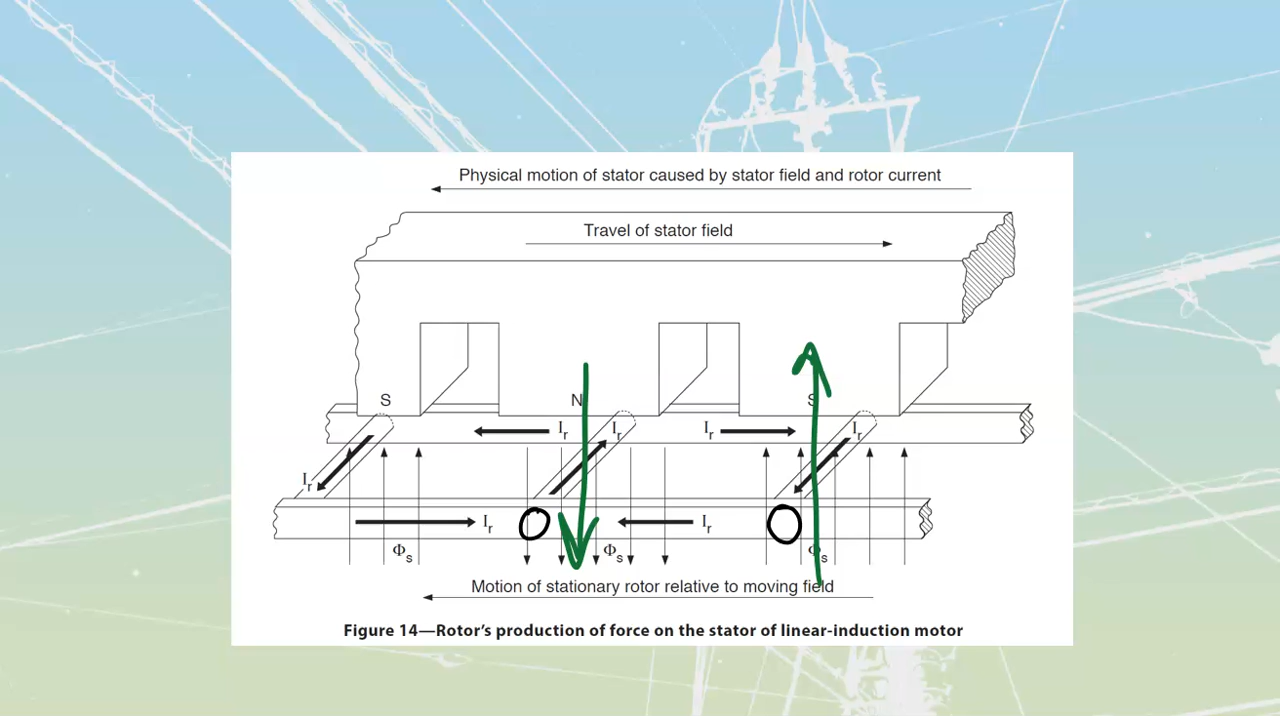 Physical motion of stator caused by stator field and rotor current
Travel of stator field
S
N
S
Ir
Ir
Ir
Ir
Ir
Ir
Ir
Φs
Φs
Φs
Motion of stationary rotor relative to moving field
Figure 14—Rotor's production of force on the stator of linear-induction motor